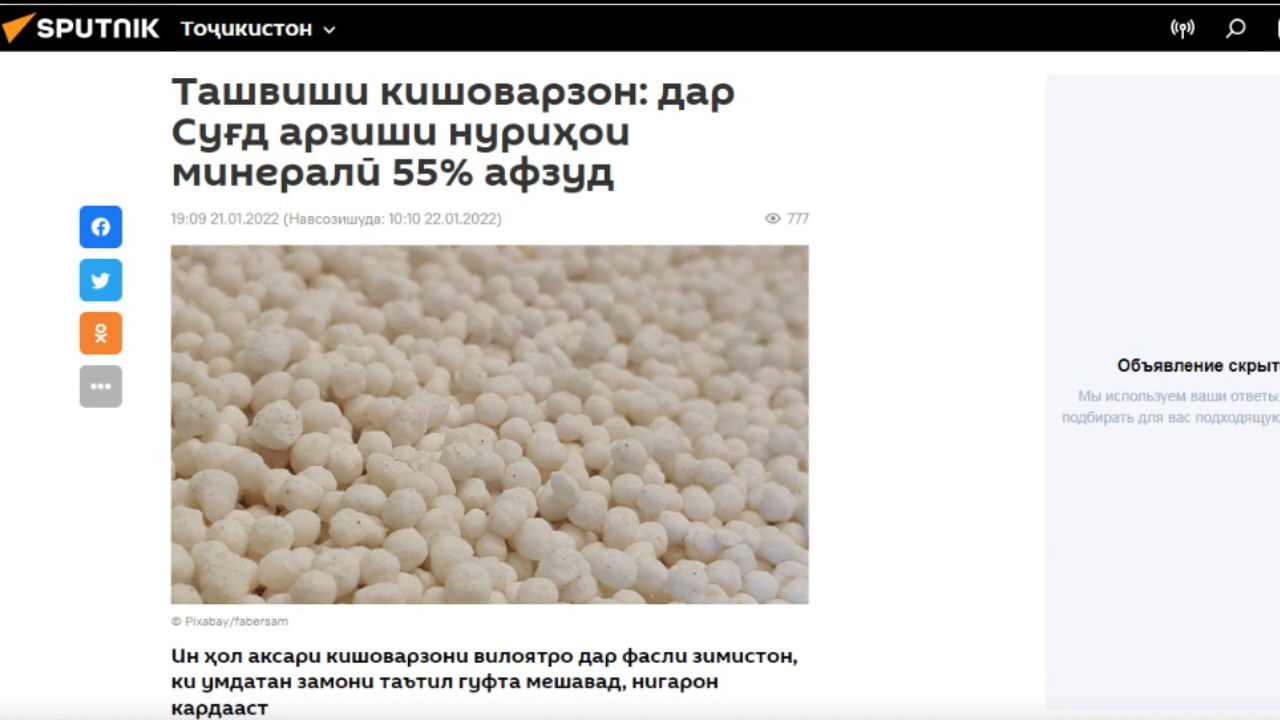 SPUTNIK Тоҷикистон
Ташвиши кишоварзон: дар
Суғд арзиши нуриҳои
минералӣ 55% афзуд
19:09 21.01.2022 (Навсозишуда: 10:10 22.01.2022) 777
© Pixabay/fabersam
Ин ҳол аксари кишоварзони вилоятро дар фасли зимистон,
ки умдатан замони таътил гуфта мешавад, нигарон
кардааст
Объявление скрыт
Мы используем ваши ответы,
подбирать для вас подходящую